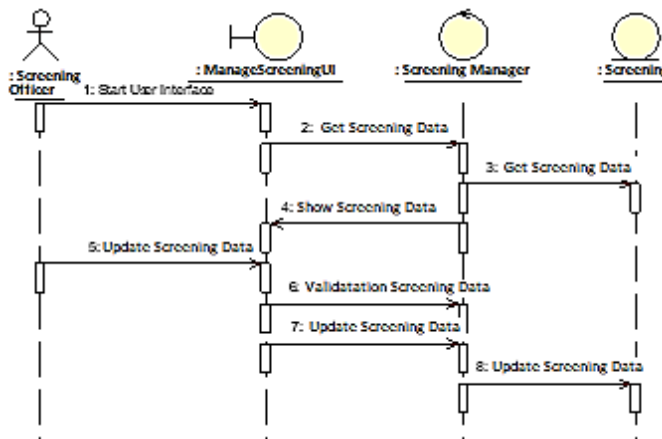 : Screening
Officer
: ManageScreeningUI
: Screening Manager
: Screening
1: Start User Interface
2: Get Screening Data
3: Get Screening Data
4: Show Screening Data
5: Update Screening Data
6: Validatation Screening Data
7: Update Screening Data
8: Update Screening Data